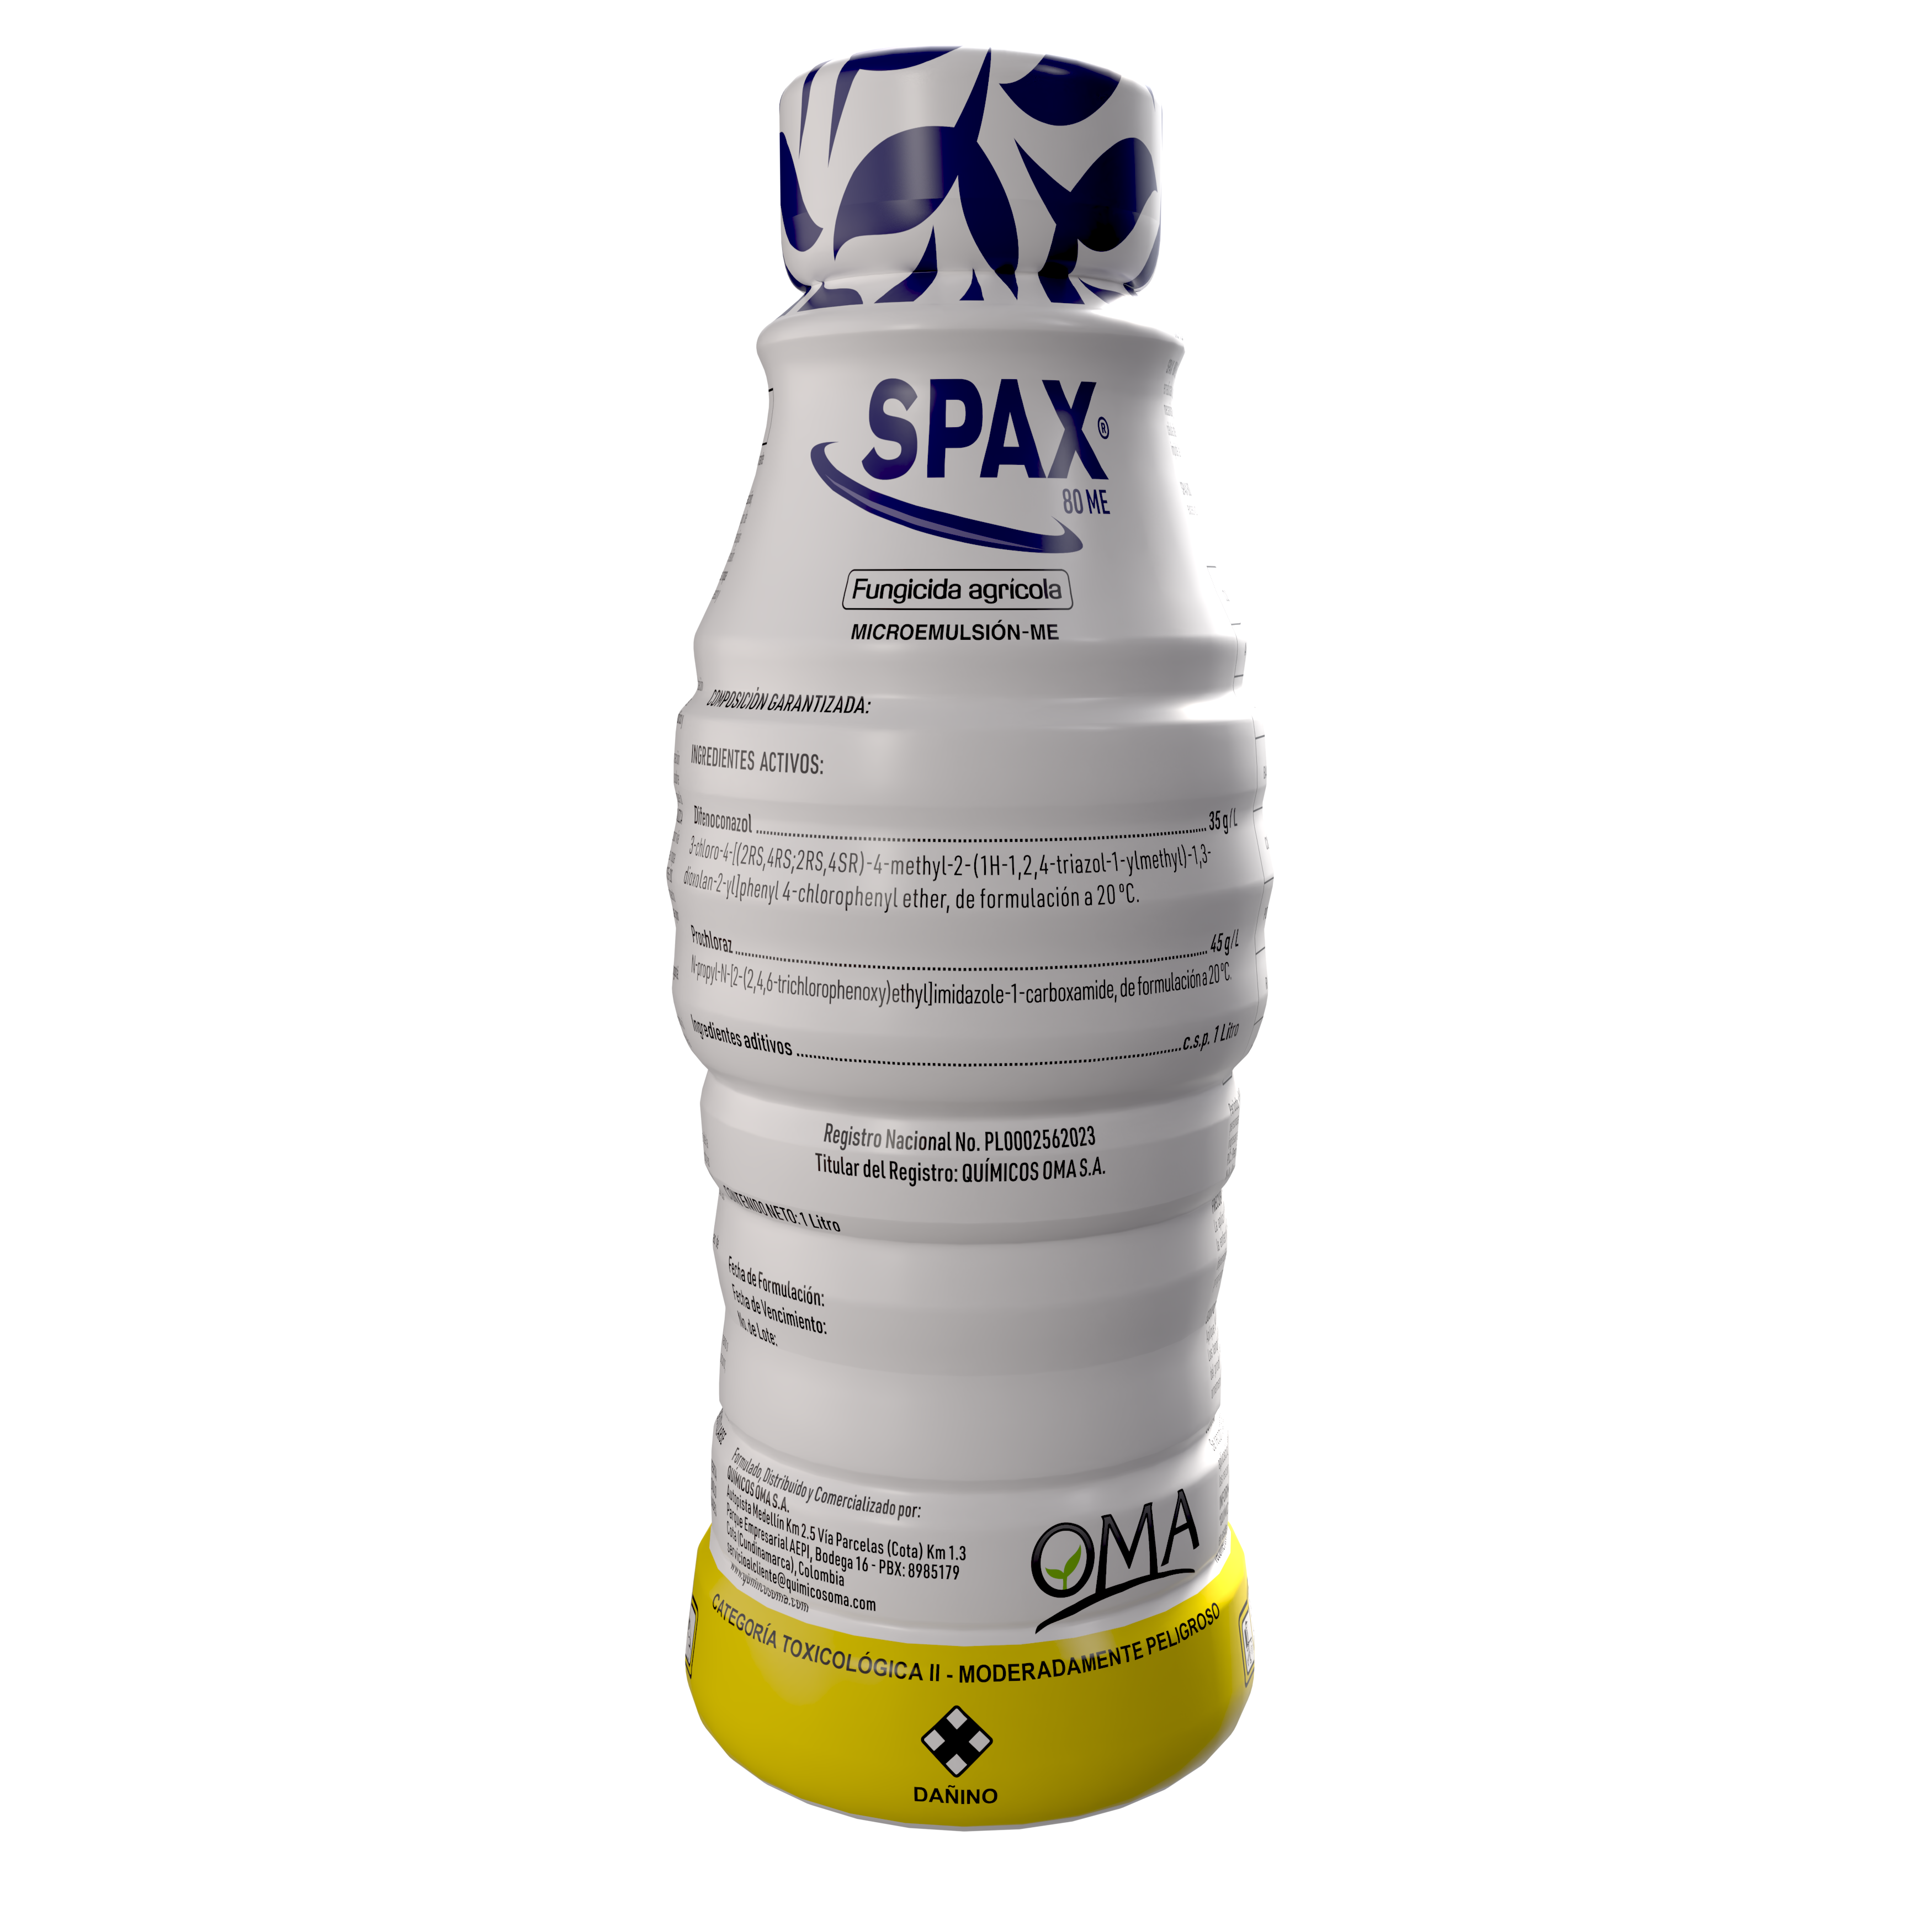 SPAX®
80 ME
Fungicida agrícola
MICROEMULSIÓN-ME
COMPOSICIÓN GARANTIZADA:
INGREDIENTES ACTIVOS:
Difenoconazol ........ 35 g/L
3-chloro-4-[(2RS,4RS;2RS,4SR)-4-methyl-2-(1H-1,2,4-triazol-1-ylmethyl)-1,3-
dioxolan-2-yl]phenyl 4-chlorophenyl ether, de formulación a 20 ºC.
Prochloraz ........ 45 g/L
N-propyl-N-[2-(2,4,6-trichlorophenoxy)ethyl]imidazole-1-carboxamide, de formulación a 20 ºC.
Ingredientes aditivos ........ c.s.p. 1 Litro
Registro Nacional No. PL0002562023
Titular del Registro: QUÍMICOS OMA S.A.
CONTENIDO NETO: 1 Litro
Fecha de Formulación:
Fecha de Vencimiento:
No. de Lote:
Formulado, Distribuido y Comercializado por:
QUÍMICOS OMA S.A.
Autopista Medellín Km 2.5 Vía Parcelas (Cota) Km 1.3
Parque Empresarial AEPI, Bodega 16 - PBX: 8985179
Cota (Cundinamarca), Colombia
servicioalcliente@quimicosoma.com
www.quimicosoma.com
OMA
CATEGORÍA TOXICOLÓGICA II - MODERADAMENTE PELIGROSO
DAÑINO